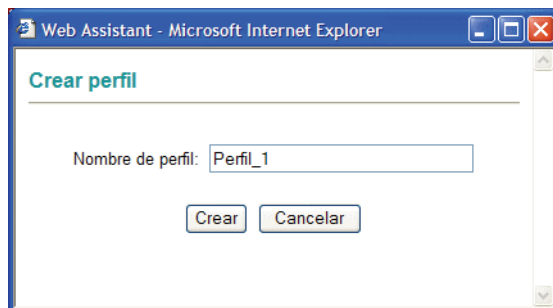 Web Assistant - Microsoft Internet Explorer
Crear perfil
Nombre de perfil: Perfil_1
Crear Cancelar